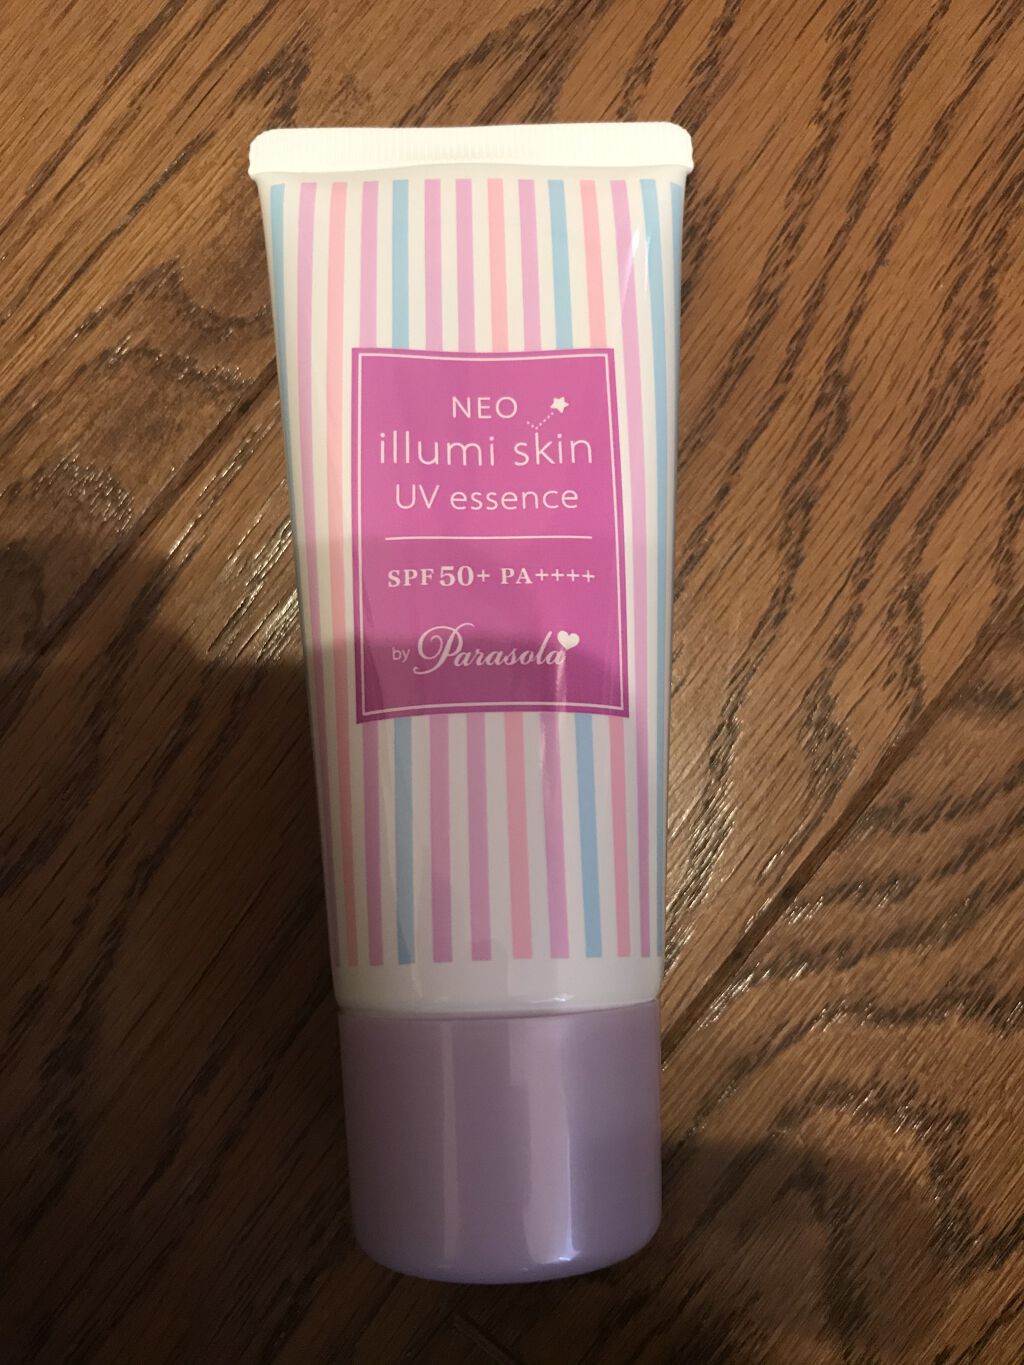 NEO
illumi skin
UV essence
SPF50+ PA++++
by Parasola